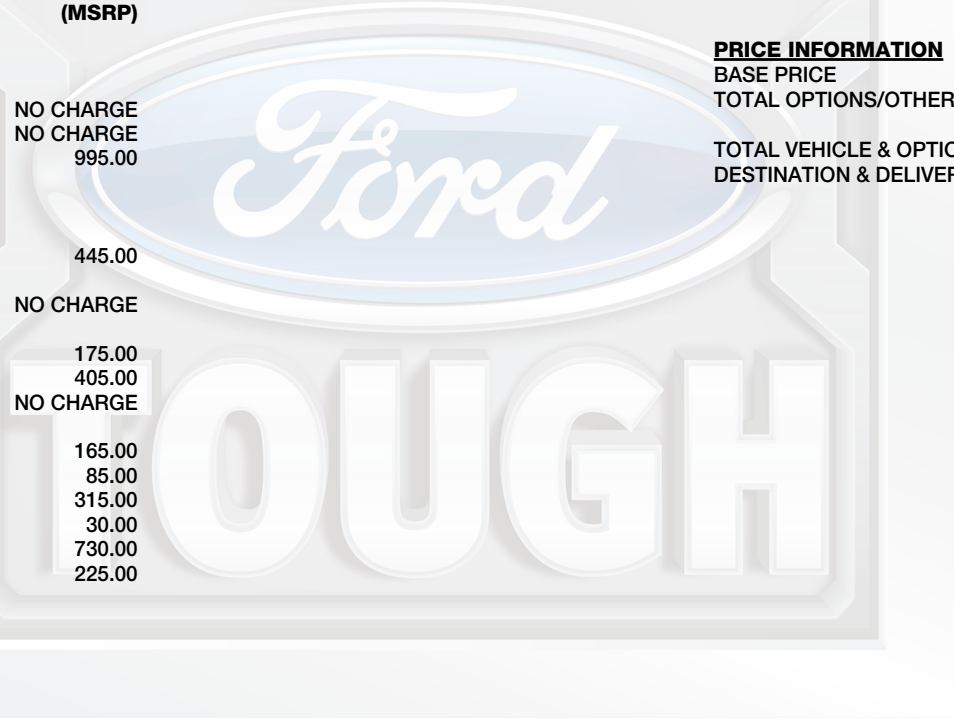 (MSRP)
NO CHARGE
NO CHARGE
995.00
445.00
NO CHARGE
175.00
405.00
NO CHARGE
165.00
85.00
315.00
30.00
730.00
225.00
PRICE INFORMATION
BASE PRICE
TOTAL OPTIONS/OTHER
TOTAL VEHICLE & OPTIO
DESTINATION & DELIVER
Ford
TOUGH